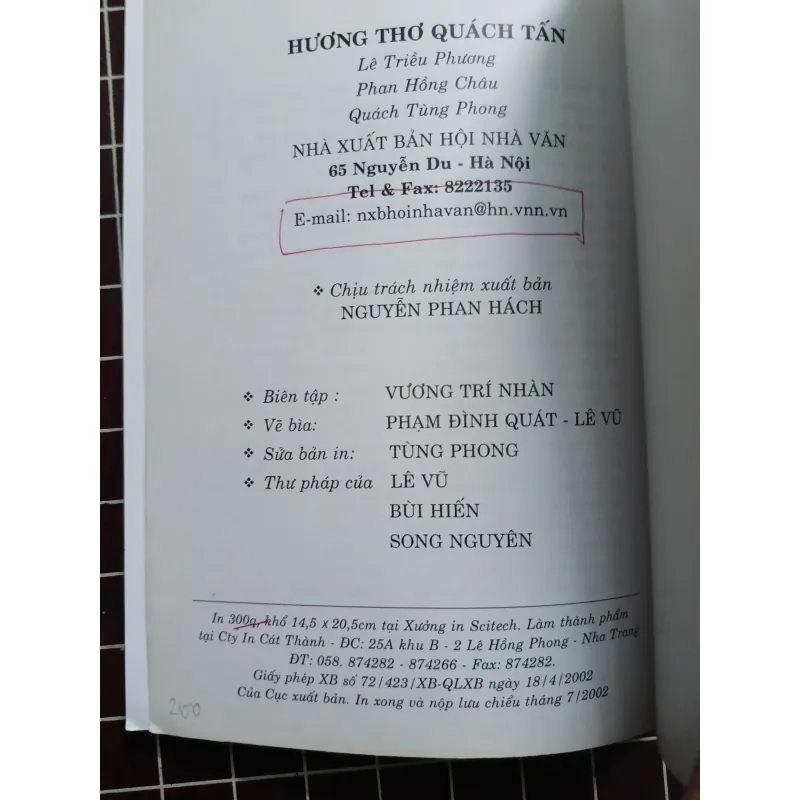 HƯƠNG THƠ QUÁCH TẤN
Lê Triều Phương
Phan Hồng Châu
Quách Tùng Phong
NHÀ XUẤT BẢN HỘI NHÀ VĂN
65 Nguyễn Du - Hà Nội
Tel & Fax: 8222135
E-mail: nxbhoinhavan@hn.vnn.vn
❖ Chịu trách nhiệm xuất bản
NGUYỄN PHAN HÁCH
❖ Biên tập : VƯƠNG TRÍ NHÀN
❖ Vẽ bìa: PHẠM ĐÌNH QUÁT - LÊ VŨ
❖ Sửa bản in: TÙNG PHONG
❖ Thư pháp của LÊ VŨ
BÙI HIẾN
SONG NGUYÊN
In 300q, khổ 14,5 x 20,5cm tại Xưởng in Scitech. Làm thành phẩm
tại Cty In Cát Thành - ĐC: 25A khu B - 2 Lê Hồng Phong - Nha Trang
ĐT: 058. 874282 - 874266 - Fax: 874282.
Giấy phép XB số 72/423/XB-QLXB ngày 18/4/2002
Của Cục xuất bản. In xong và nộp lưu chiểu tháng 7/2002
200